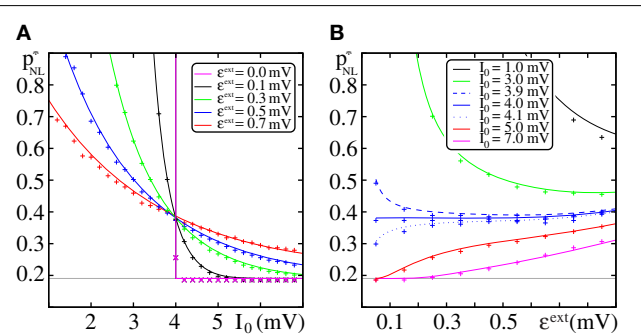 A
p*NL
0.8
0.7
0.6
0.5
0.4
0.3
0.2
2 3 4 5 I0 (mV)
εext = 0.0 mV
εext = 0.1 mV
εext = 0.3 mV
εext = 0.5 mV
εext = 0.7 mV
B
p*NL
0.8
0.7
0.6
0.5
0.4
0.3
0.2
0.1 0.3 0.5 εext (mV)
I0 = 1.0 mV
I0 = 3.0 mV
I0 = 3.9 mV
I0 = 4.0 mV
I0 = 4.1 mV
I0 = 5.0 mV
I0 = 7.0 mV